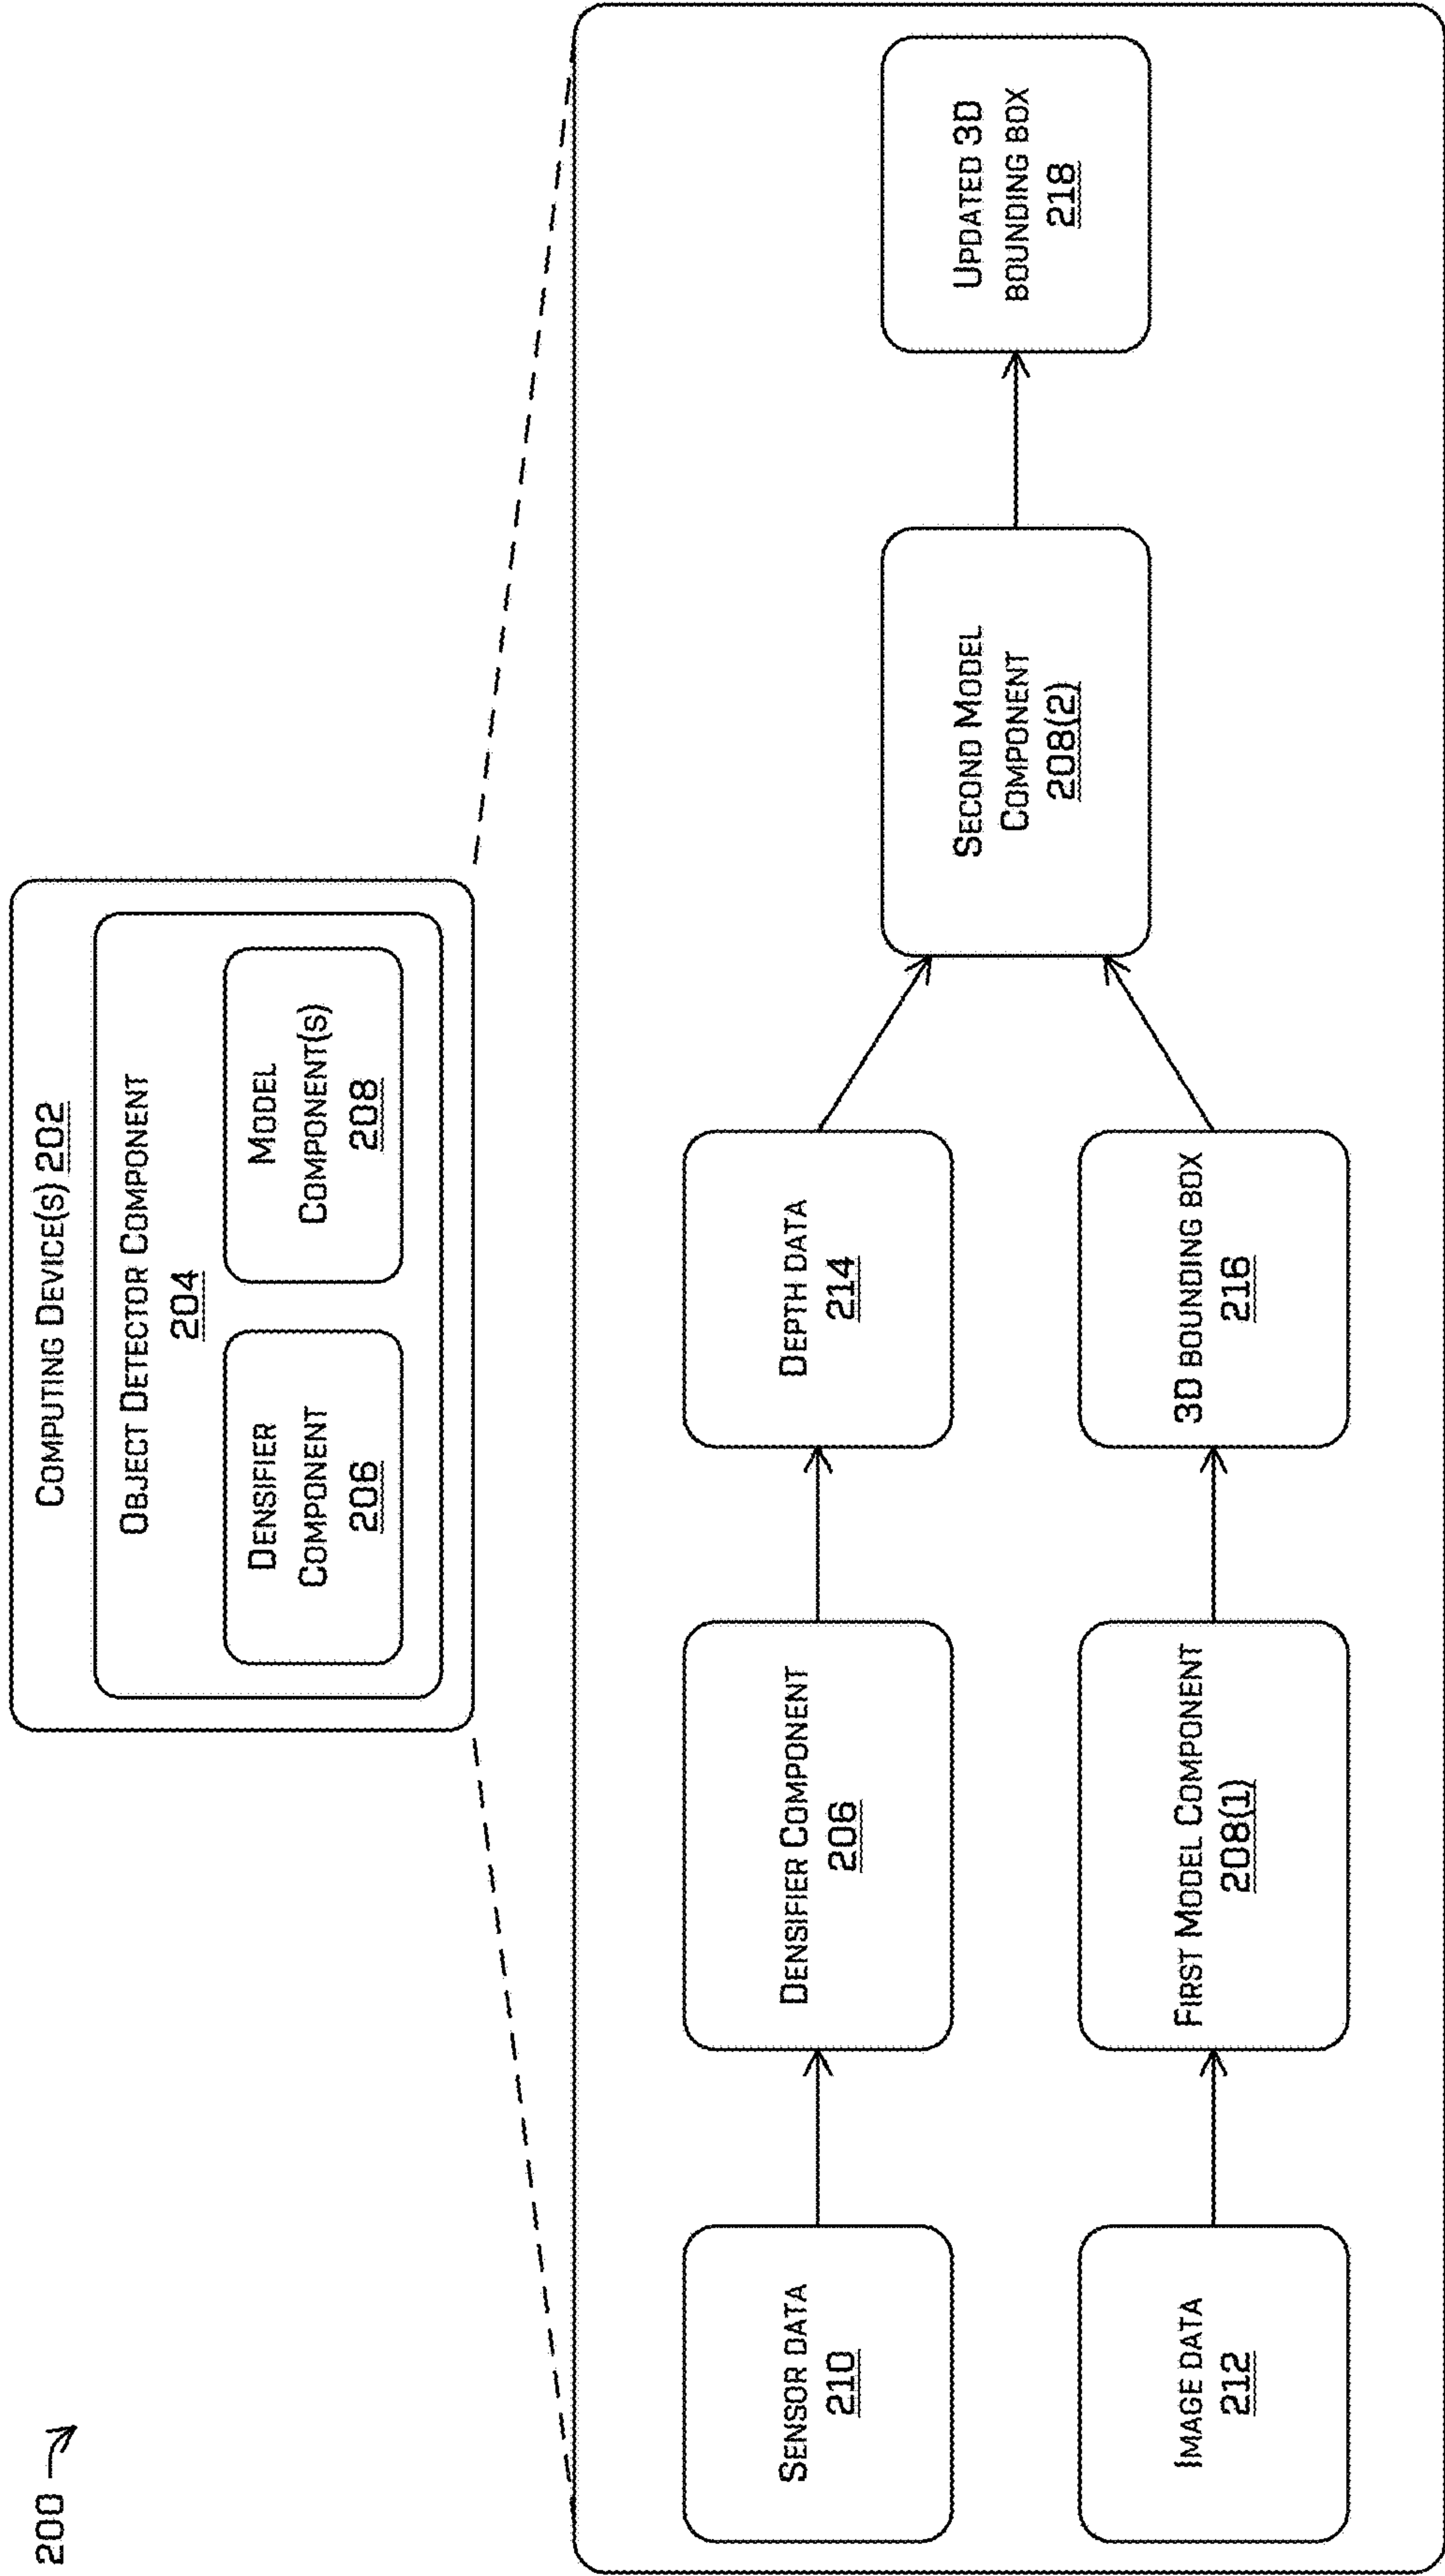 200
COMPUTING DEVICE(S) 202
OBJECT DETECTOR COMPONENT
204
DENSIFIER
COMPONENT
206
MODEL
COMPONENT(S)
208
SENSOR DATA
210
DENSIFIER COMPONENT
206
DEPTH DATA
214
IMAGE DATA
212
FIRST MODEL COMPONENT
208(1)
3D BOUNDING BOX
216
SECOND MODEL
COMPONENT
208(2)
UPDATED 3D
BOUNDING BOX
218